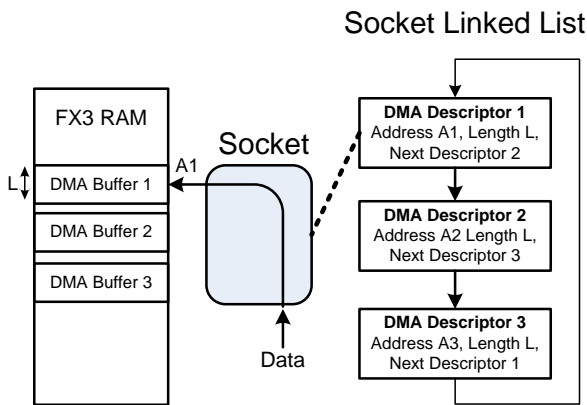 Socket Linked List
FX3 RAM
Socket
L
DMA Buffer 1
A1
DMA Buffer 2
DMA Buffer 3
Data
DMA Descriptor 1
Address A1, Length L,
Next Descriptor 2
DMA Descriptor 2
Address A2 Length L,
Next Descriptor 3
DMA Descriptor 3
Address A3, Length L,
Next Descriptor 1